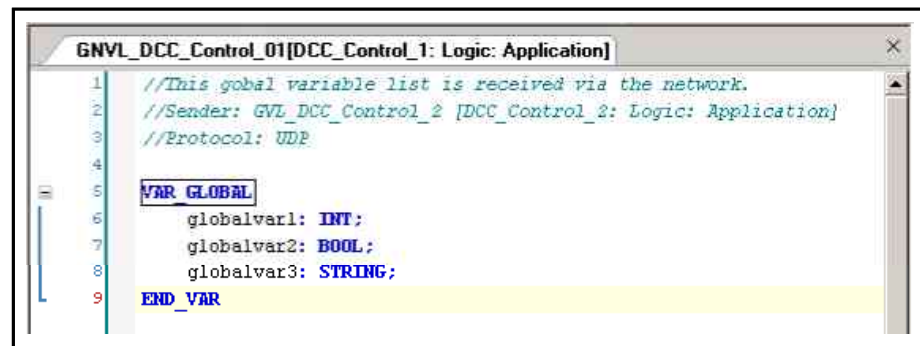 GNVL_DCC_Control_01[DCC_Control_1: Logic: Application]
1 //This gobal variable list is received via the network.
2 //Sender: GVL_DCC_Control_2 [DCC_Control_2: Logic: Application]
3 //Protocol: UDP
4
5 VAR_GLOBAL
6 globalvar1: INT;
7 globalvar2: BOOL;
8 globalvar3: STRING;
9 END_VAR